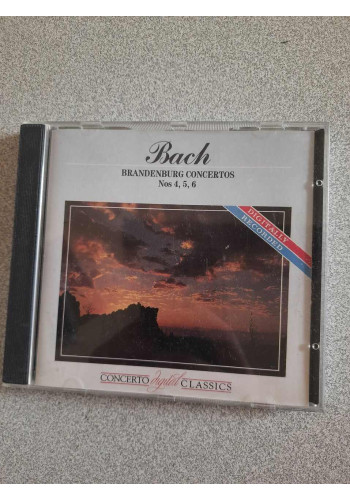 Bach
BRANDENBURG CONCERTOS
Nos 4, 5, 6
DIGITALLY
RECORDED
CONCERTO digital CLASSICS